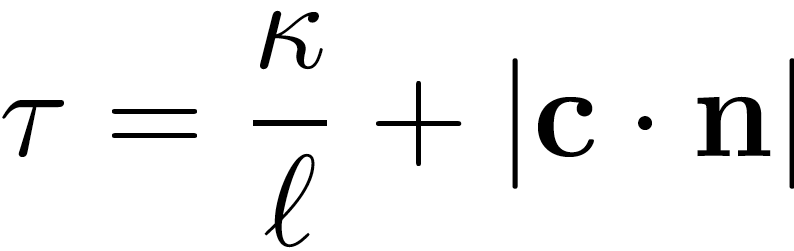 τ = κ/ℓ + |𝐜 · 𝐧|